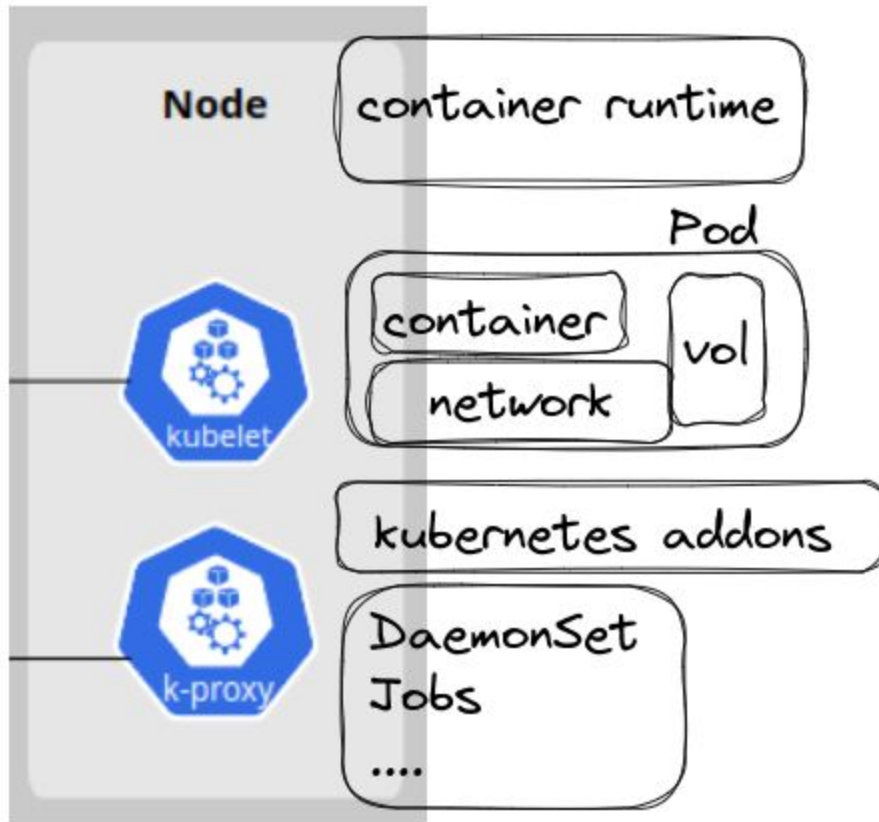 Node
container runtime
Pod
container
vol
network
kubelet
kubernetes addons
DaemonSet
Jobs
....
k-proxy